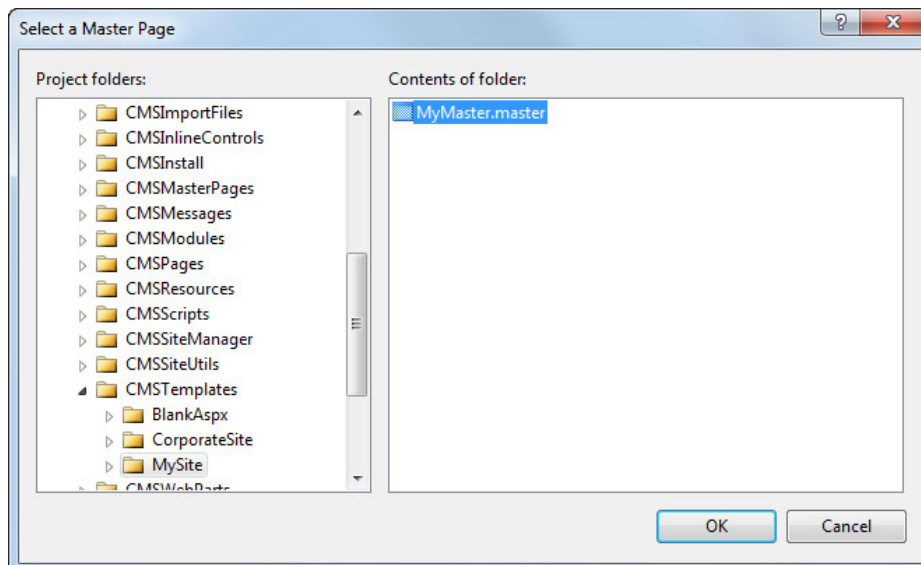 Select a Master Page
Project folders:
Contents of folder:
CMSImportFiles
CMSInlineControls
CMSInstall
CMSMasterPages
CMSMessages
CMSModules
CMSPages
CMSResources
CMSScripts
CMSSiteManager
CMSSiteUtils
CMSTemplates
BlankAspx
CorporateSite
MySite
CMSWebParts
MyMaster.master
OK
Cancel